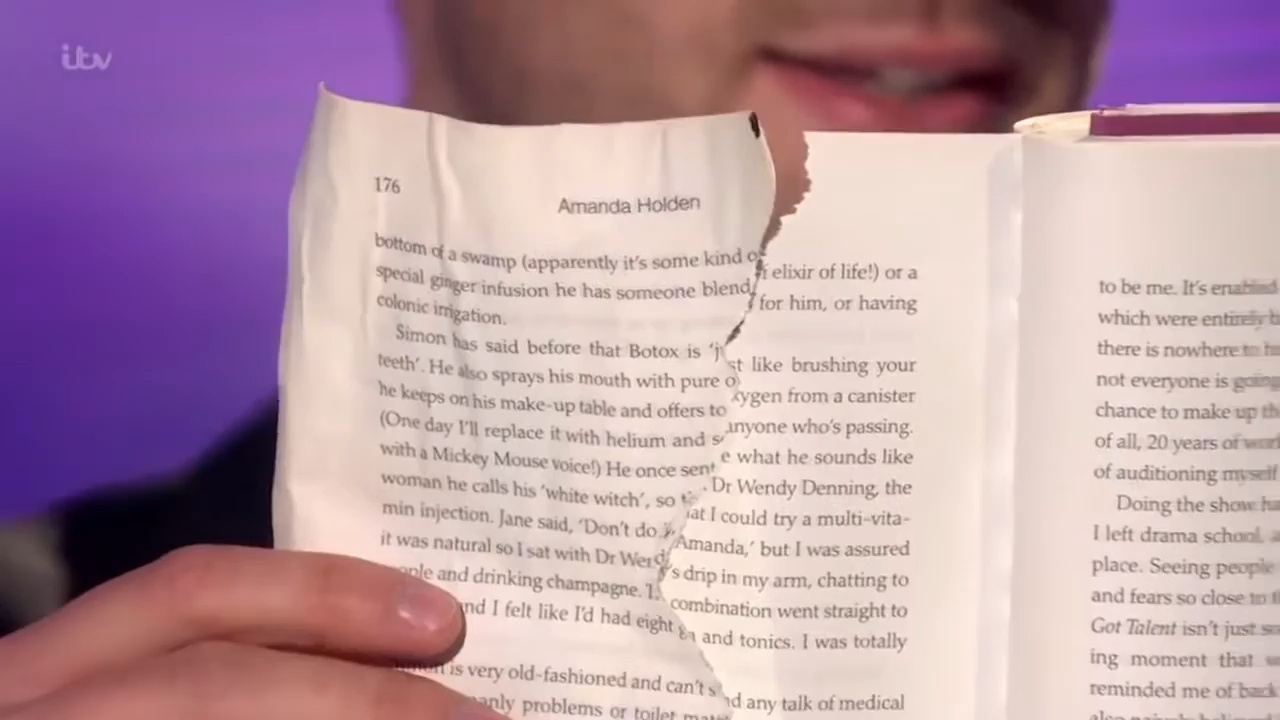 itv
176
Amanda Holden
bottom of a swamp (apparently it's some kind of elixir of life!) or a
special ginger infusion he has someone blend for him, or having
colonic irrigation.
Simon has said before that Botox is 'j st like brushing your
teeth'. He also sprays his mouth with pure oxygen from a canister
he keeps on his make-up table and offers to anyone who's passing.
(One day I'll replace it with helium and s e what he sounds like
with a Mickey Mouse voice!) He once sent Dr Wendy Denning, the
woman he calls his 'white witch', so t at I could try a multi-vita-
min injection. Jane said, 'Don't do Amanda,' but I was assured
it was natural so I sat with Dr Wend 's drip in my arm, chatting to
and drinking champagne. combination went straight to
and I felt like I'd had eight and tonics. I was totally
is very old-fashioned and can't s nd any talk of medical
problems or toilet
to be me. It's enabled
which were entirely
there is nowhere to
not everyone is going
chance to make up
of all, 20 years of
of auditioning myself
Doing the show
I left drama school,
place. Seeing people
and fears so close to
Got Talent isn't just
ing moment that
reminded me of